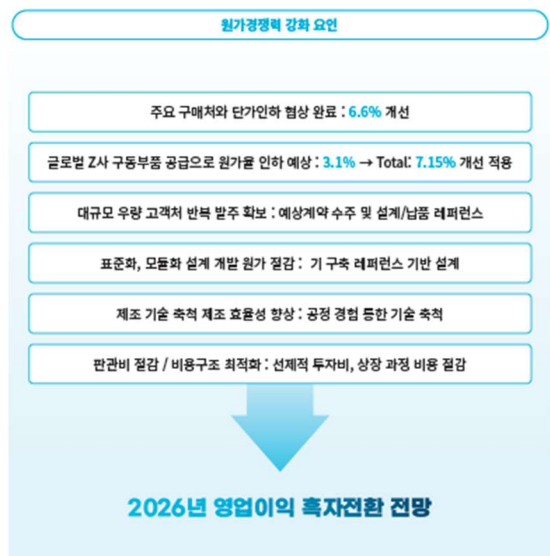 원가경쟁력 강화 요인
주요 구매처와 단가인하 협상 완료 : 6.6% 개선
글로벌 Z사 구동부품 공급으로 원가율 인하 예상 : 3.1% → Total: 7.15% 개선 적용
대규모 우량 고객처 반복 발주 확보 : 예상계약 수주 및 설계/납품 레퍼런스
표준화, 모듈화 설계 개발 원가 절감 : 기 구축 레퍼런스 기반 설계
제조 기술 축척 제조 효율성 향상 : 공정 경험 통한 기술 축척
판관비 절감 / 비용구조 최적화 : 선제적 투자비, 상장 과정 비용 절감
2026년 영업이익 흑자전환 전망